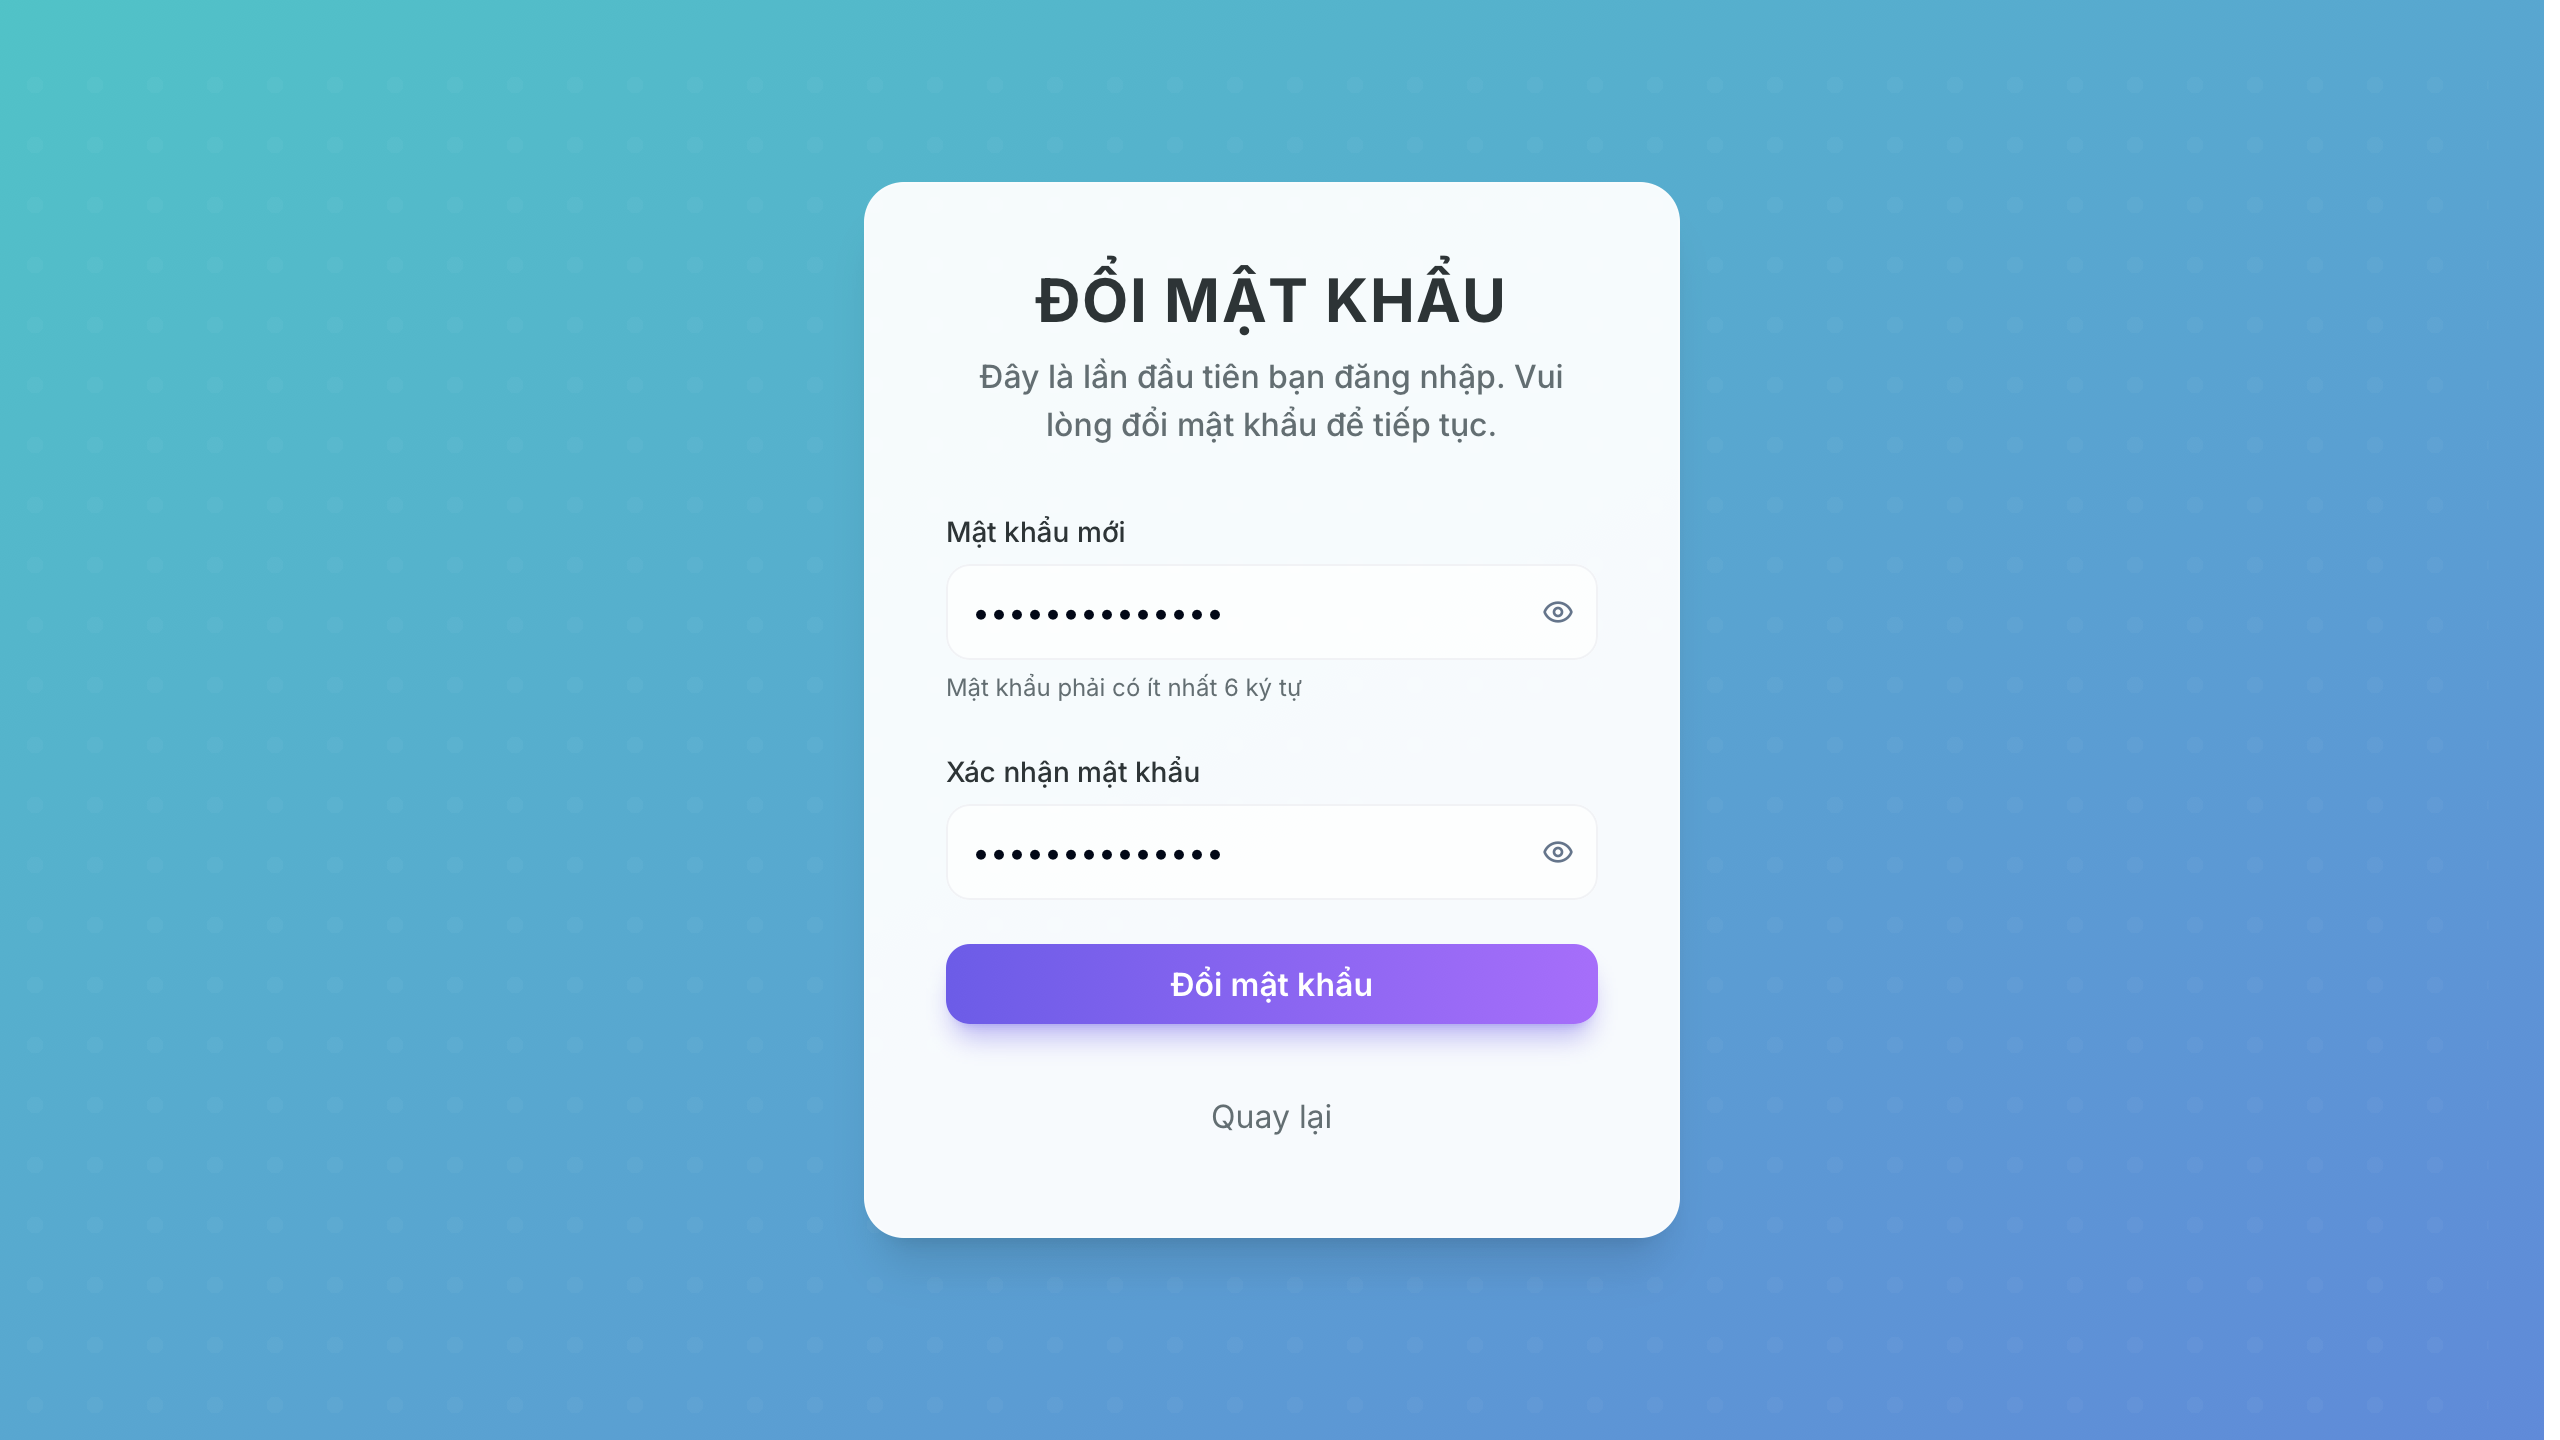 ĐỔI MẬT KHẨU
Đây là lần đầu tiên bạn đăng nhập. Vui
lòng đổi mật khẩu để tiếp tục.
Mật khẩu mới
••••••••••••••
Mật khẩu phải có ít nhất 6 ký tự
Xác nhận mật khẩu
••••••••••••••
Đổi mật khẩu
Quay lại